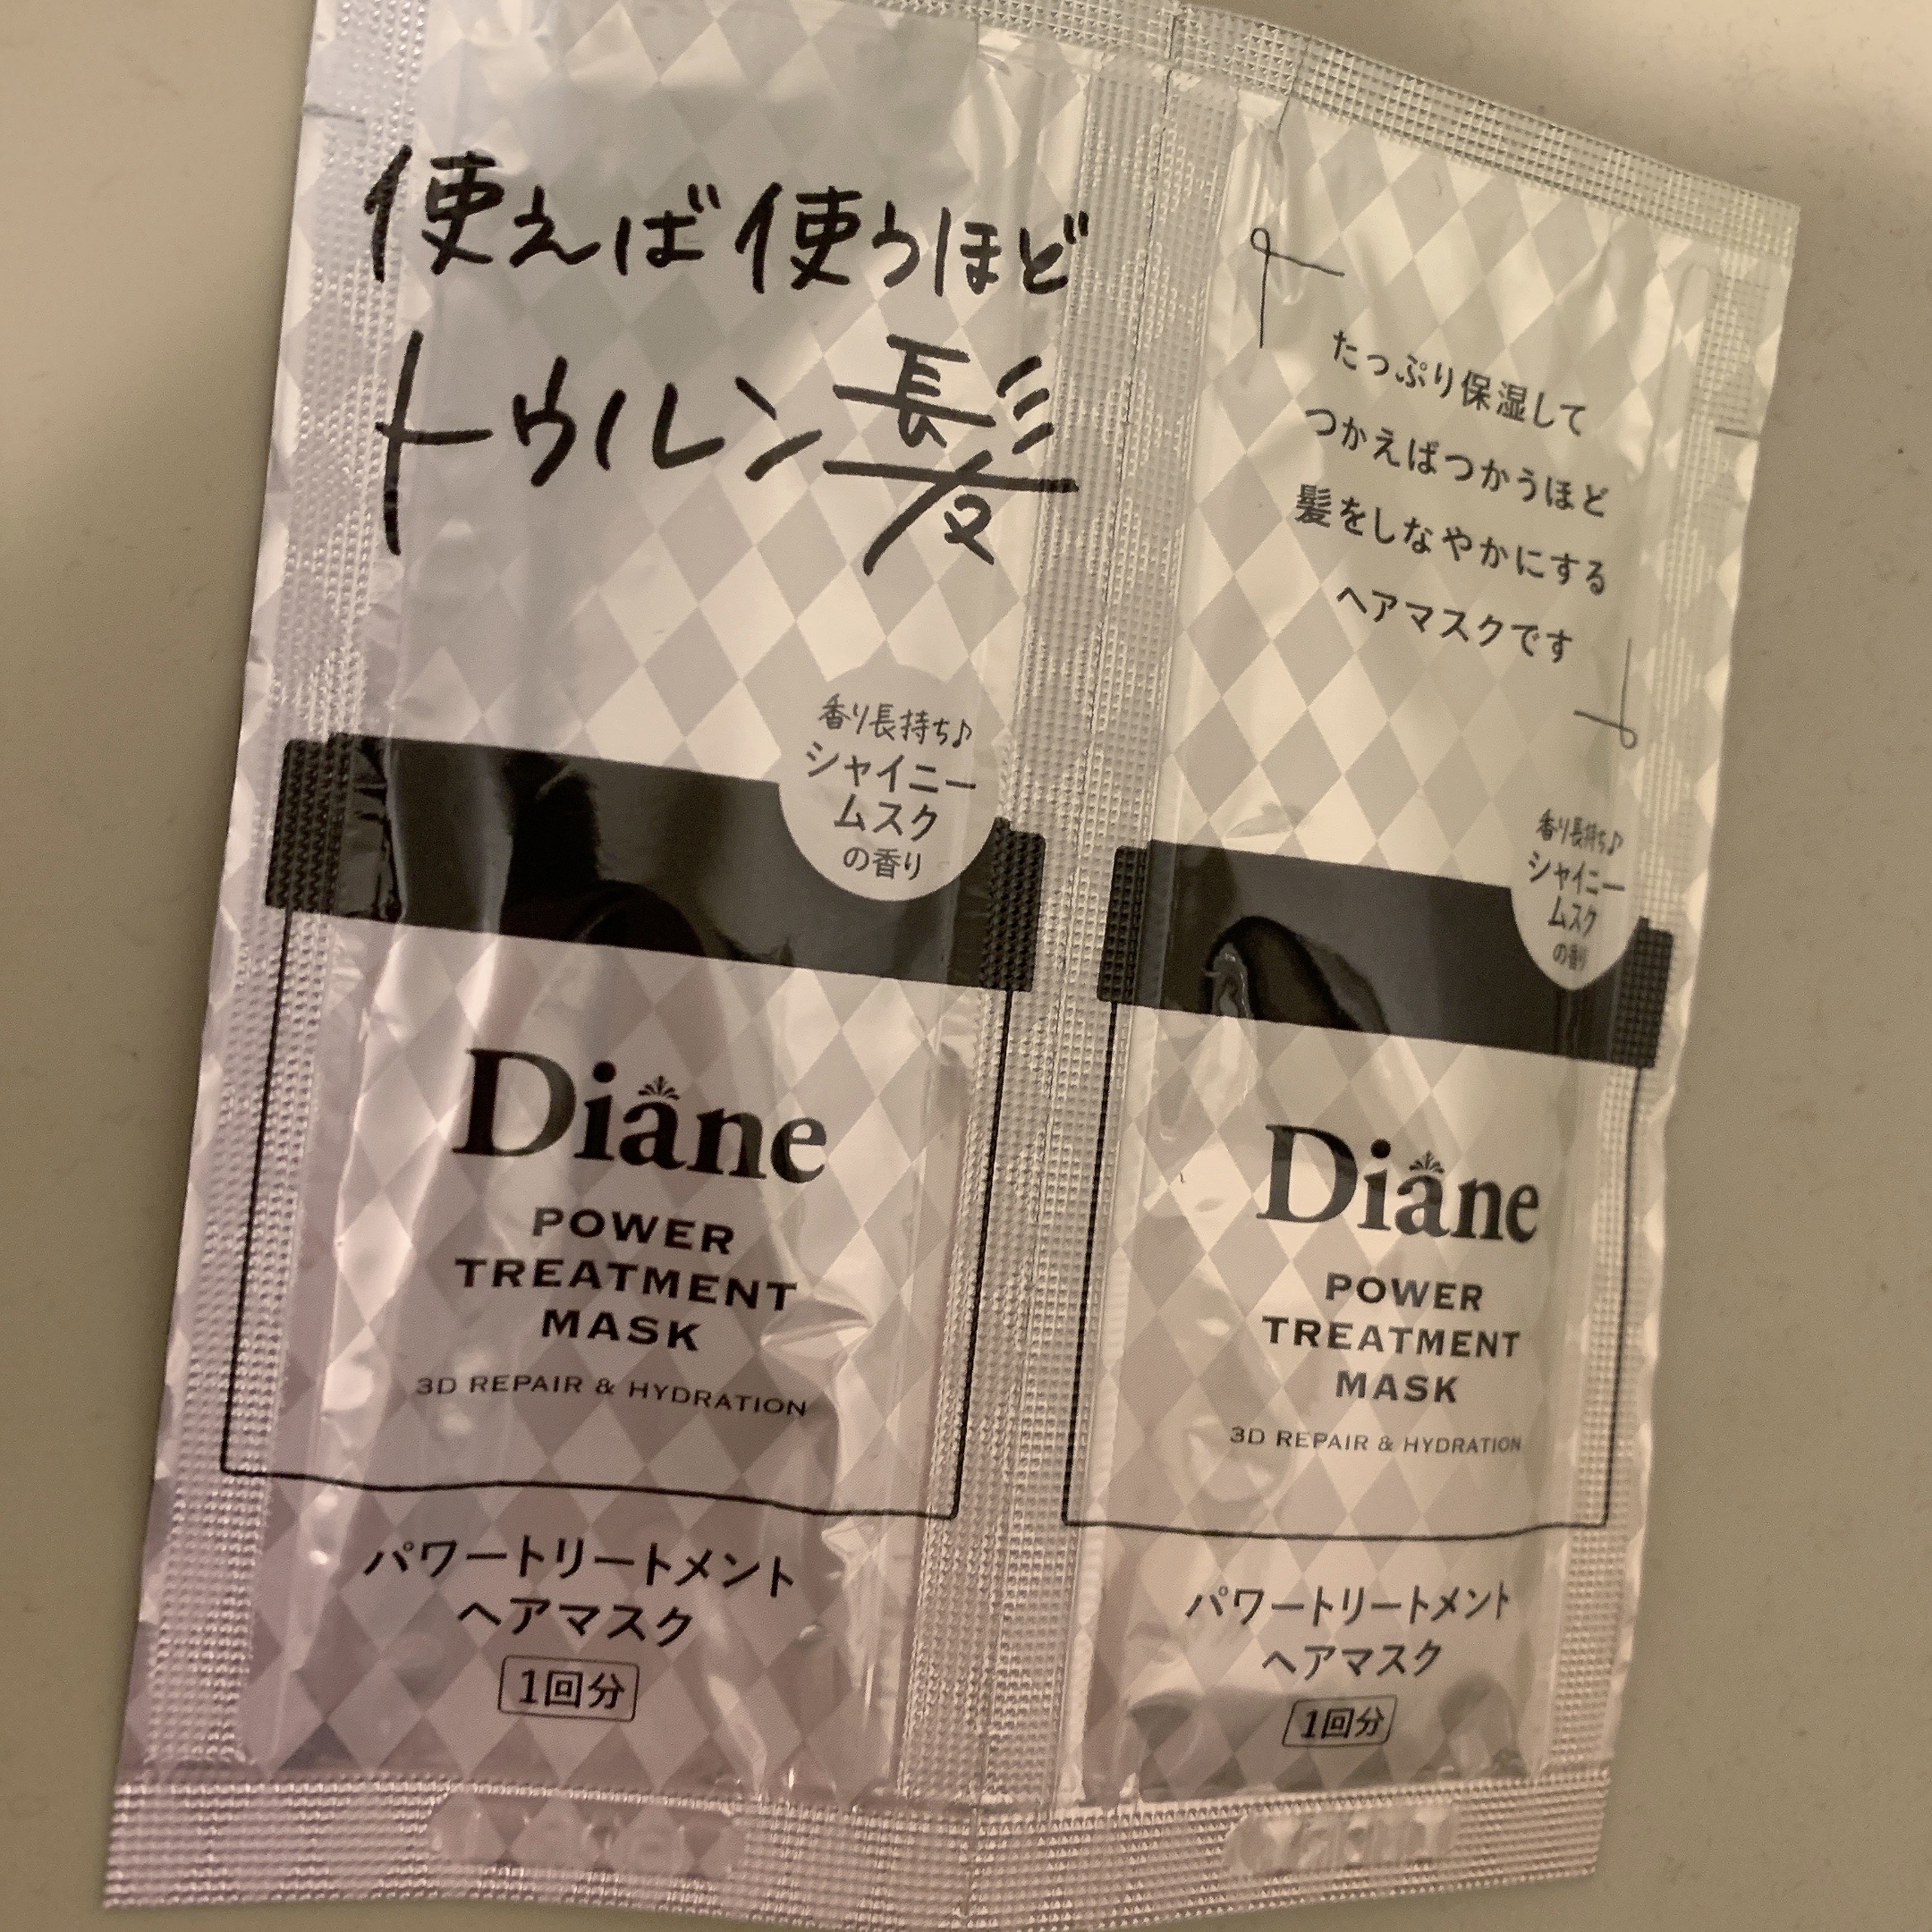 使えば使うほど
トゥルン髪
香り長持ち♪
シャイニー
ムスク
の香り
Diane
POWER
TREATMENT
MASK
3D REPAIR & HYDRATION
パワートリートメント
ヘアマスク
1回分
たっぷり保湿して
つかえばつかうほど
髪をしなやかにする
ヘアマスクです
香り長持ち♪
シャイニー
ムスク
の香り
Diane
POWER
TREATMENT
MASK
3D REPAIR & HYDRATION
パワートリートメント
ヘアマスク
1回分